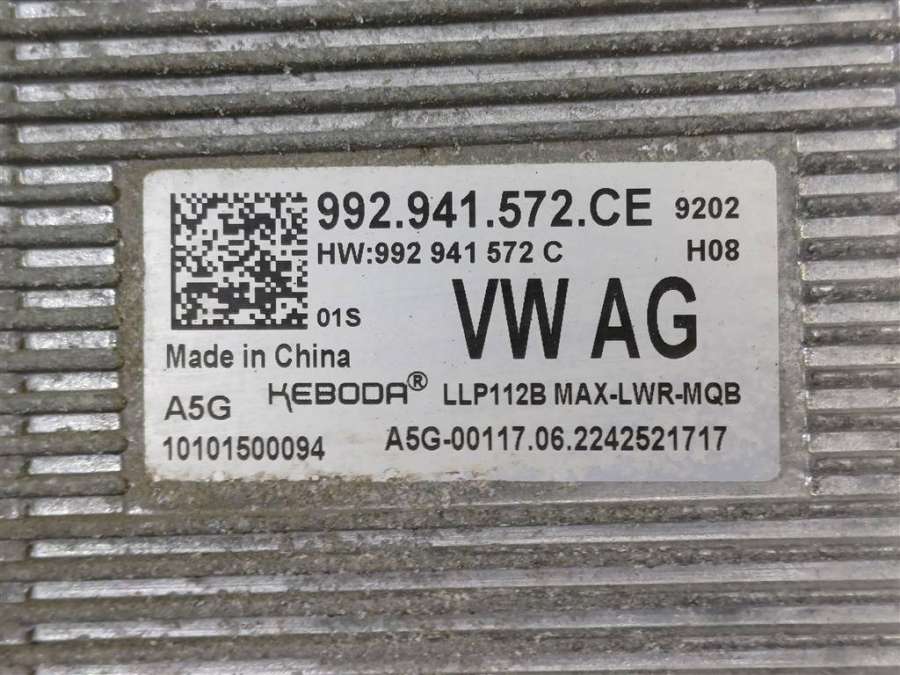 992.941.572.CE 9202
HW:992 941 572 C H08
01S VW AG
Made in China
A5G KEBODA® LLP112B MAX-LWR-MQB
10101500094 A5G-00117.06.2242521717